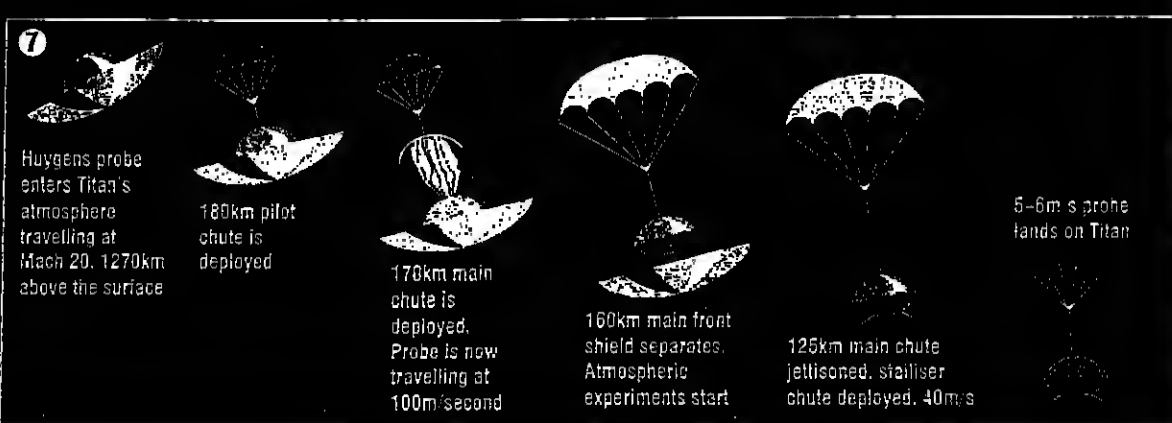 7
Huygens probe
enters Titan's
atmosphere
travelling at
Mach 20. 1270km
above the surface
180km pilot
chute is
deployed
170km main
chute is
deployed.
Probe is now
travelling at
100m/second
160km main front
shield separates.
Atmospheric
experiments start
125km main chute
jettisoned. stailiser
chute deployed. 40m/s
5-6m s probe
lands on Titan